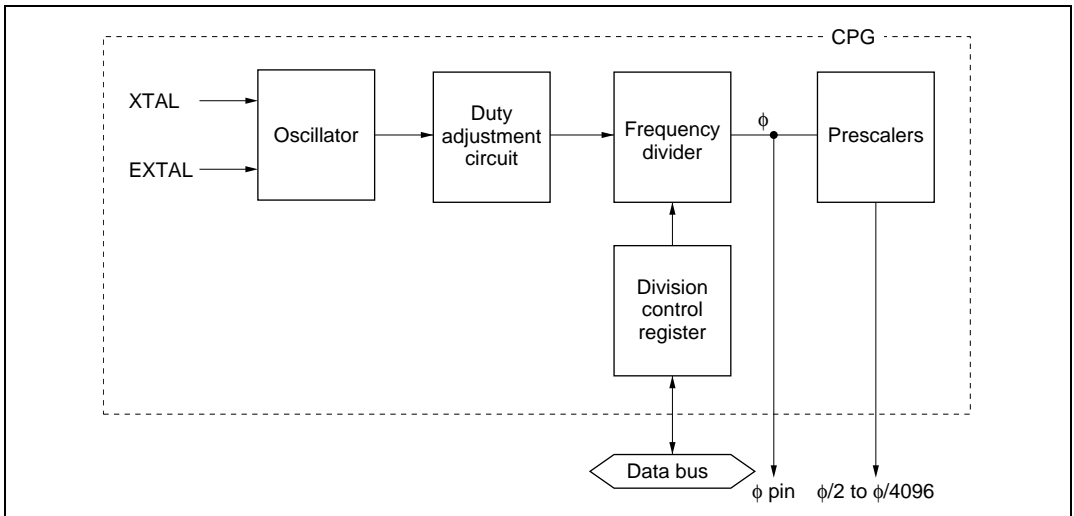 CPG
XTAL
EXTAL
Oscillator
Duty
adjustment
circuit
Frequency
divider
ϕ
Prescalers
Division
control
register
Data bus
ϕ pin
ϕ/2 to ϕ/4096